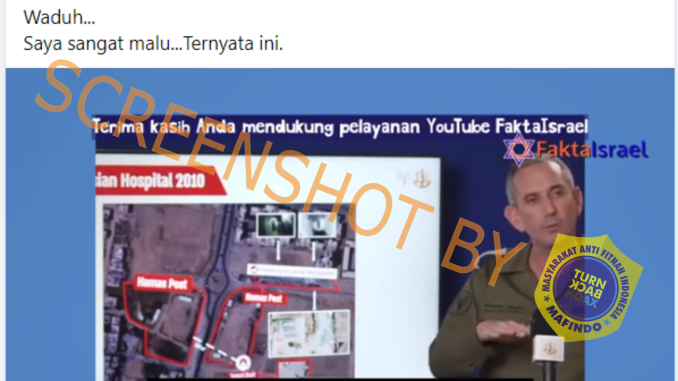 Waduh...
Saya sangat malu...Ternyata ini.
Terima kasih Anda mendukung pelayanan YouTube FaktaIsrael
FaktaIsrael
ian Hospital 2010
Hamas Post
Hamas Post
SCREENSHOT BY
MASYARAKAT ANTI FITNAH INDONESIA
TURN
BACK
HOAX
MAFINDO